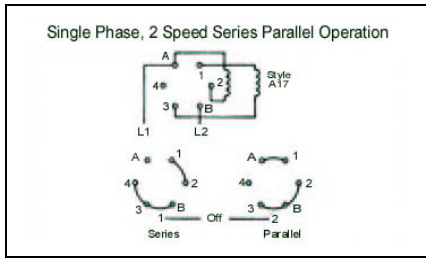 Single Phase, 2 Speed Series Parallel Operation
A
1
Style
A17
4
2
3
B
L1
L2
A
1
A
1
4
2
4
2
3
B
3
B
1
Off
2
Series
Parallel